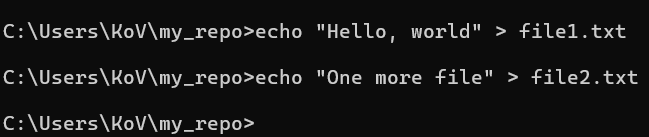 C:\Users\KoV\my_repo>echo "Hello, world" > file1.txt
C:\Users\KoV\my_repo>echo "One more file" > file2.txt
C:\Users\KoV\my_repo>